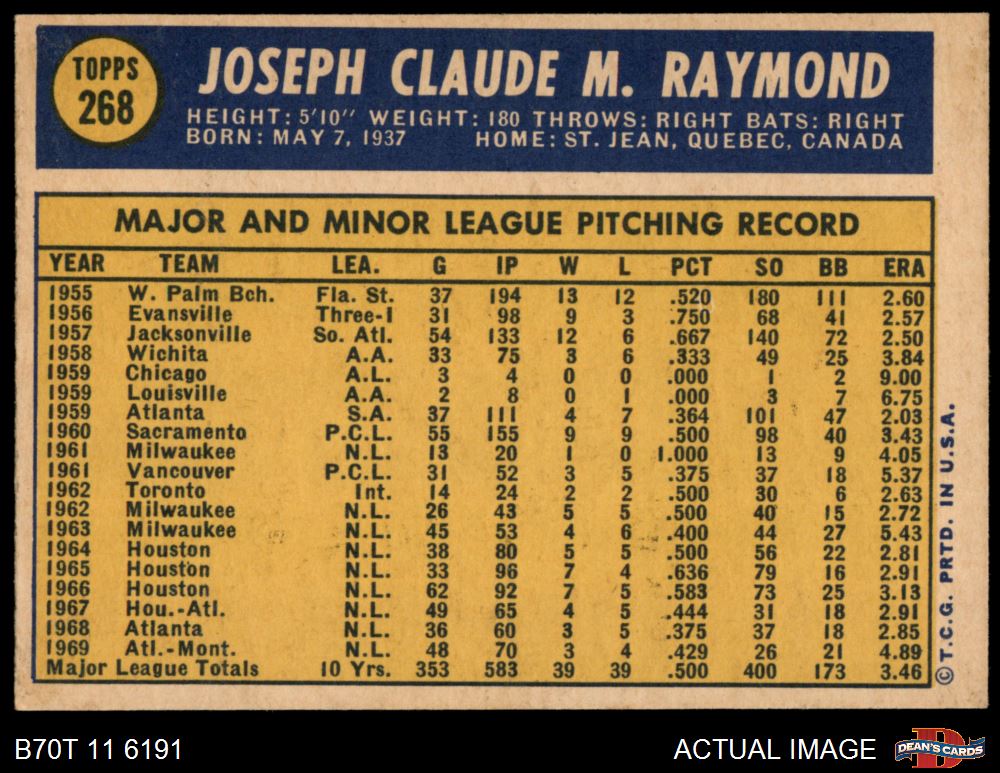 TOPPS
268
JOSEPH CLAUDE M. RAYMOND
HEIGHT: 5'10" WEIGHT: 180 THROWS: RIGHT BATS: RIGHT
BORN: MAY 7, 1937 HOME: ST. JEAN, QUEBEC, CANADA
MAJOR AND MINOR LEAGUE PITCHING RECORD
YEAR TEAM LEA. G IP W L PCT SO BB ERA
1955 W. Palm Bch. Fla. St. 37 194 13 12 .520 180 111 2.60
1956 Evansville Three-I 31 98 9 3 .750 68 41 2.57
1957 Jacksonville So. Atl. 54 133 12 6 .667 140 72 2.50
1958 Wichita A.A. 33 75 3 6 .333 49 25 3.84
1959 Chicago A.L. 3 4 0 0 .000 1 2 9.00
1959 Louisville A.A. 2 8 0 1 .000 3 7 6.75
1959 Atlanta S.A. 37 111 4 7 .364 101 47 2.03
1960 Sacramento P.C.L. 55 155 9 9 .500 98 40 3.43
1961 Milwaukee N.L. 13 20 1 0 1.000 13 9 4.05
1961 Vancouver P.C.L. 31 52 3 5 .375 37 18 5.37
1962 Toronto Int. 14 24 2 2 .500 30 6 2.63
1962 Milwaukee N.L. 26 43 5 5 .500 40 15 2.72
1963 Milwaukee N.L. 45 53 4 6 .400 44 27 5.43
1964 Houston N.L. 38 80 5 5 .500 56 22 2.81
1965 Houston N.L. 33 96 7 4 .636 79 16 2.91
1966 Houston N.L. 62 92 7 5 .583 73 25 3.13
1967 Hou.-Atl. N.L. 49 65 4 5 .444 31 18 2.91
1968 Atlanta N.L. 36 60 3 5 .375 37 18 2.85
1969 Atl.-Mont. N.L. 48 70 3 4 .429 26 21 4.89
Major League Totals 10 Yrs. 353 583 39 39 .500 400 173 3.46
© T.C.G. PRTD. IN U.S.A.
B70T 11 6191
ACTUAL IMAGE
DEAN'S CARDS